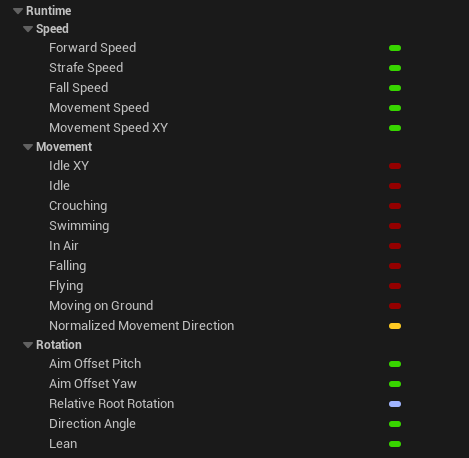 Runtime
Speed
Forward Speed
Strafe Speed
Fall Speed
Movement Speed
Movement Speed XY
Movement
Idle XY
Idle
Crouching
Swimming
In Air
Falling
Flying
Moving on Ground
Normalized Movement Direction
Rotation
Aim Offset Pitch
Aim Offset Yaw
Relative Root Rotation
Direction Angle
Lean